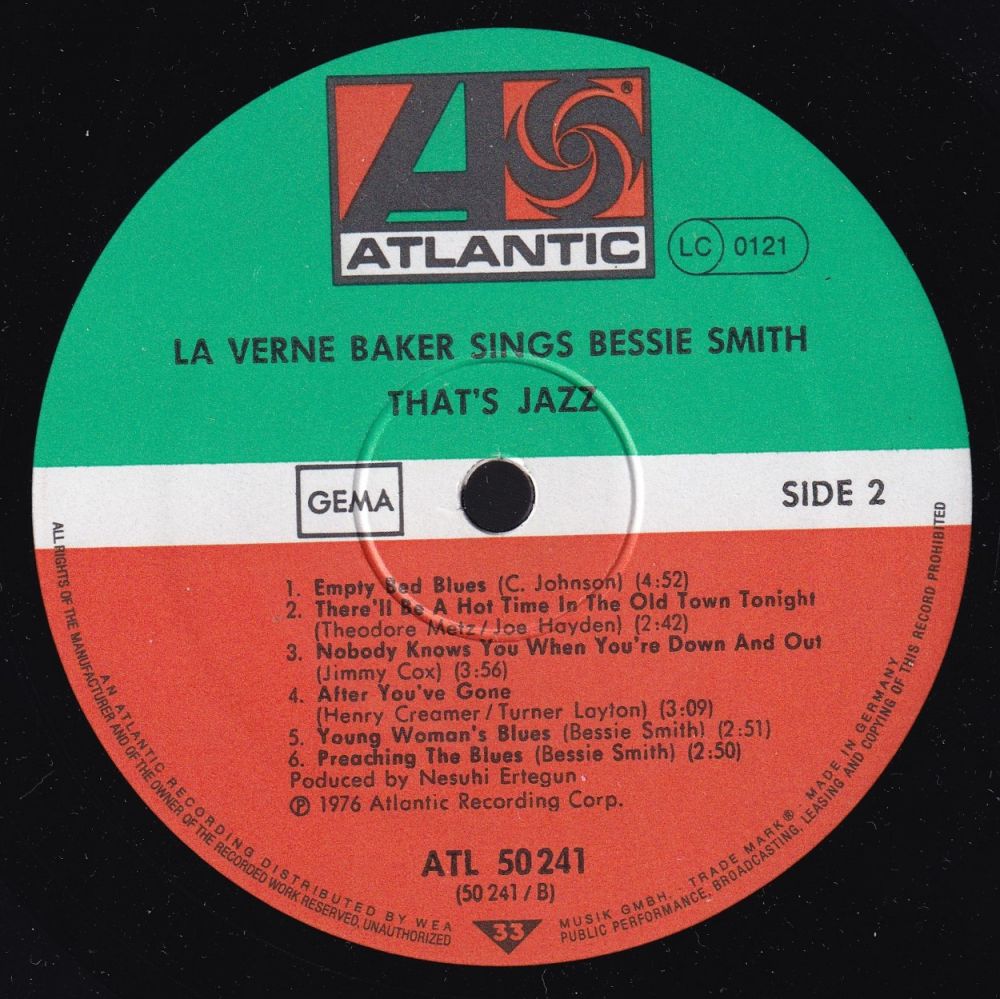 ATLANTIC
®
LC 0121
LA VERNE BAKER SINGS BESSIE SMITH
THAT'S JAZZ
GEMA
SIDE 2
1. Empty Bed Blues (C. Johnson) (4:52)
2. There'll Be A Hot Time In The Old Town Tonight
(Theodore Metz/Joe Hayden) (2:42)
3. Nobody Knows You When You're Down And Out
(Jimmy Cox) (3:56)
4. After You've Gone
(Henry Creamer/Turner Layton) (3:09)
5. Young Woman's Blues (Bessie Smith) (2:51)
6. Preaching The Blues (Bessie Smith) (2:50)
Produced by Nesuhi Ertegun.
℗ 1976 Atlantic Recording Corp.
ATL 50241
(50 241/B)
33
AN ATLANTIC RECORDING DISTRIBUTED BY WEA MUSIK GMBH. · TRADE MARK® MADE IN GERMANY
ALL RIGHTS OF THE MANUFACTURER AND OF THE OWNER OF THE RECORDED WORK RESERVED, UNAUTHORIZED PUBLIC PERFORMANCE, BROADCASTING, LEASING AND COPYING OF THIS RECORD PROHIBITED